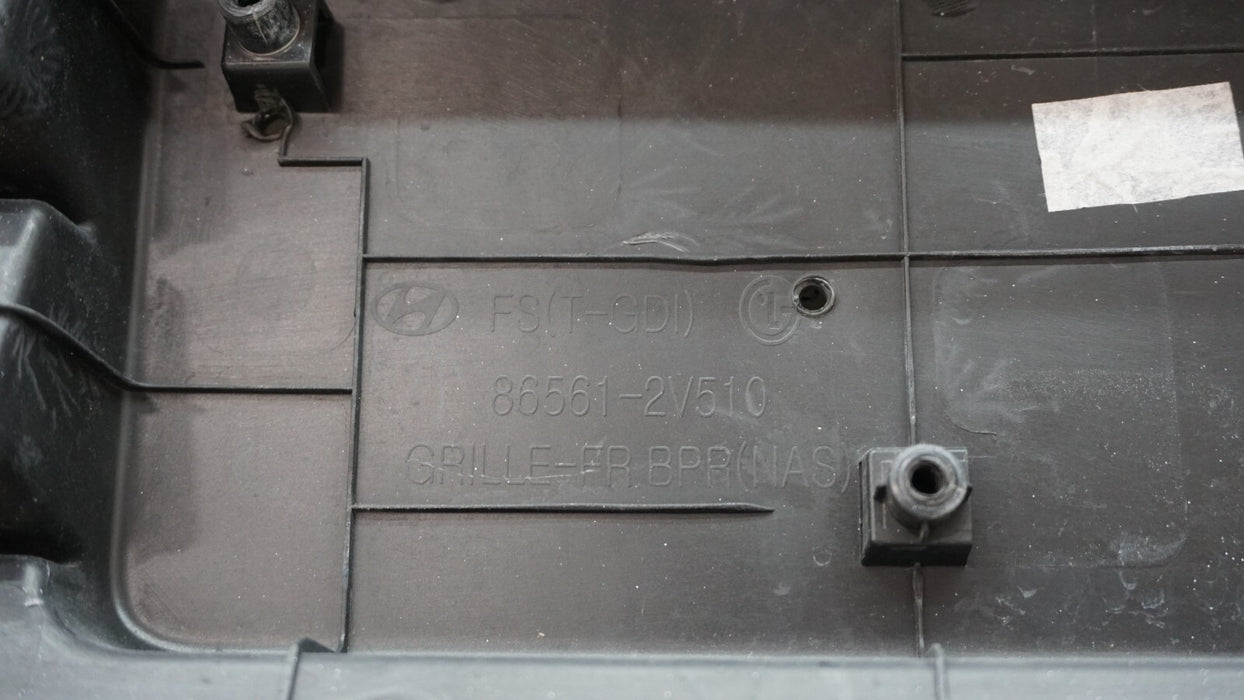 FS(T-GDI)
86561-2V510
GRILLE-FR BPR(NAS)